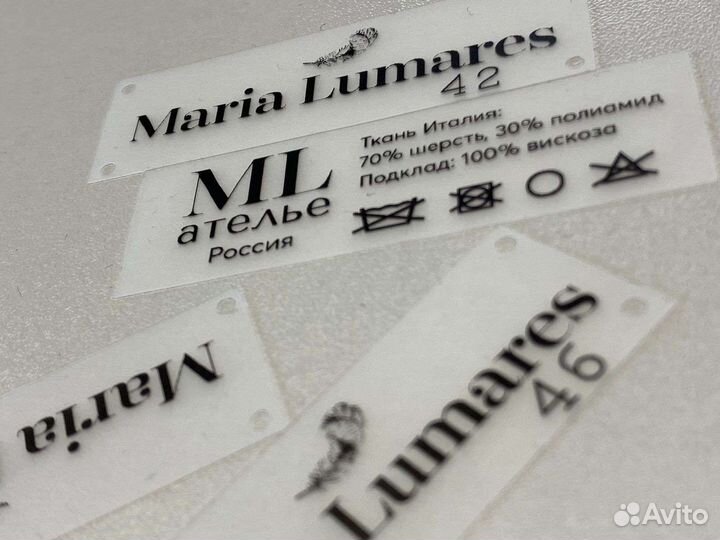 Maria Lumares
42
ML
ателье
Россия
Ткань Италия:
70% шерсть, 30% полиамид
Подклад: 100% вискоза
Maria
Lumares
46
Avito